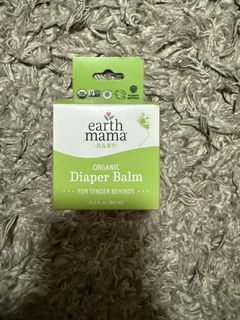 earth
mama
BABY
ORGANIC
Diaper Balm
FOR TENDER BEHINDS